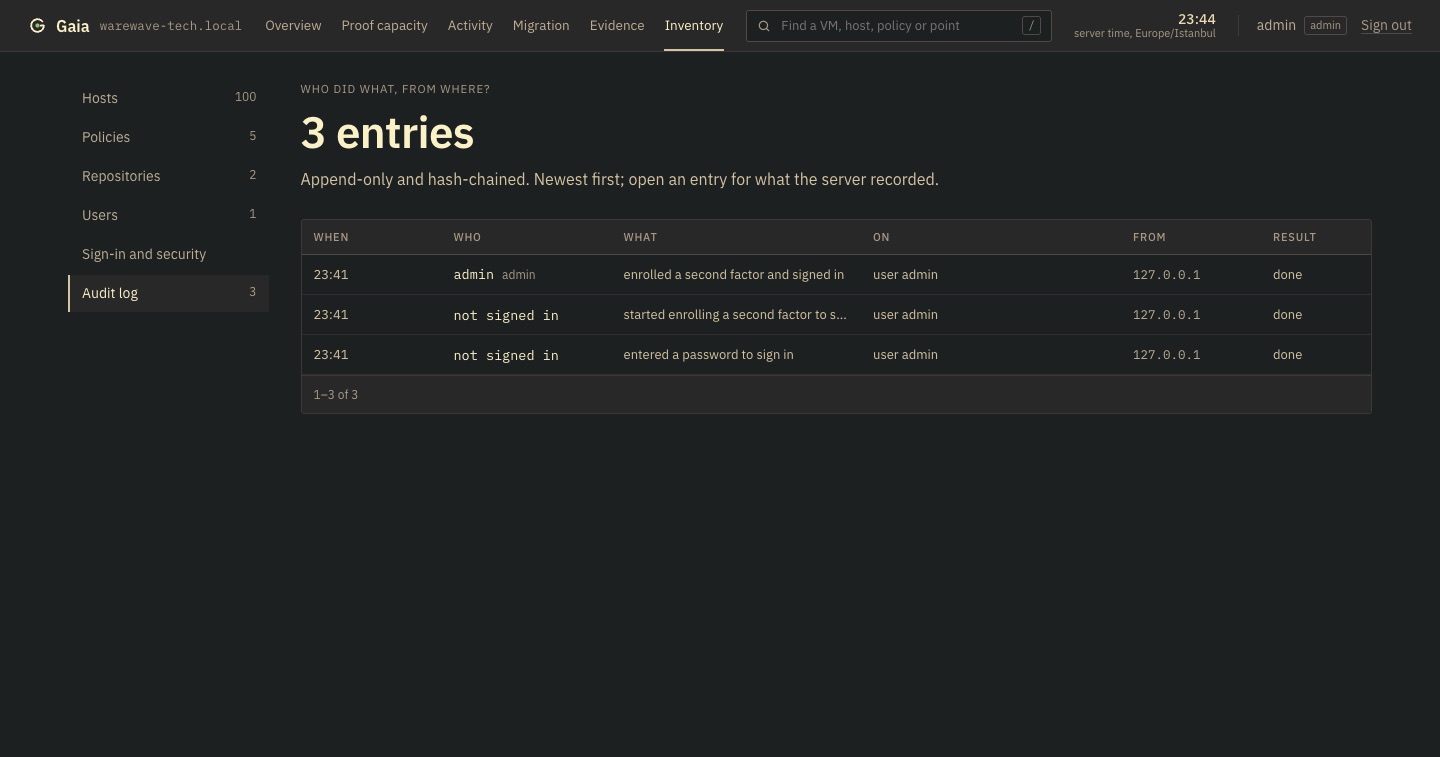 Gaia warewave-tech.local Overview Proof capacity Activity Migration Evidence Inventory Find a VM, host, policy or point / 23:44 admin admin Sign out
server time, Europe/Istanbul
Hosts 100
Policies 5
Repositories 2
Users 1
Sign-in and security
Audit log 3
WHO DID WHAT, FROM WHERE?
3 entries
Append-only and hash-chained. Newest first; open an entry for what the server recorded.
WHEN WHO WHAT ON FROM RESULT
23:41 admin admin enrolled a second factor and signed in user admin 127.0.0.1 done
23:41 not signed in started enrolling a second factor to s... user admin 127.0.0.1 done
23:41 not signed in entered a password to sign in user admin 127.0.0.1 done
1–3 of 3